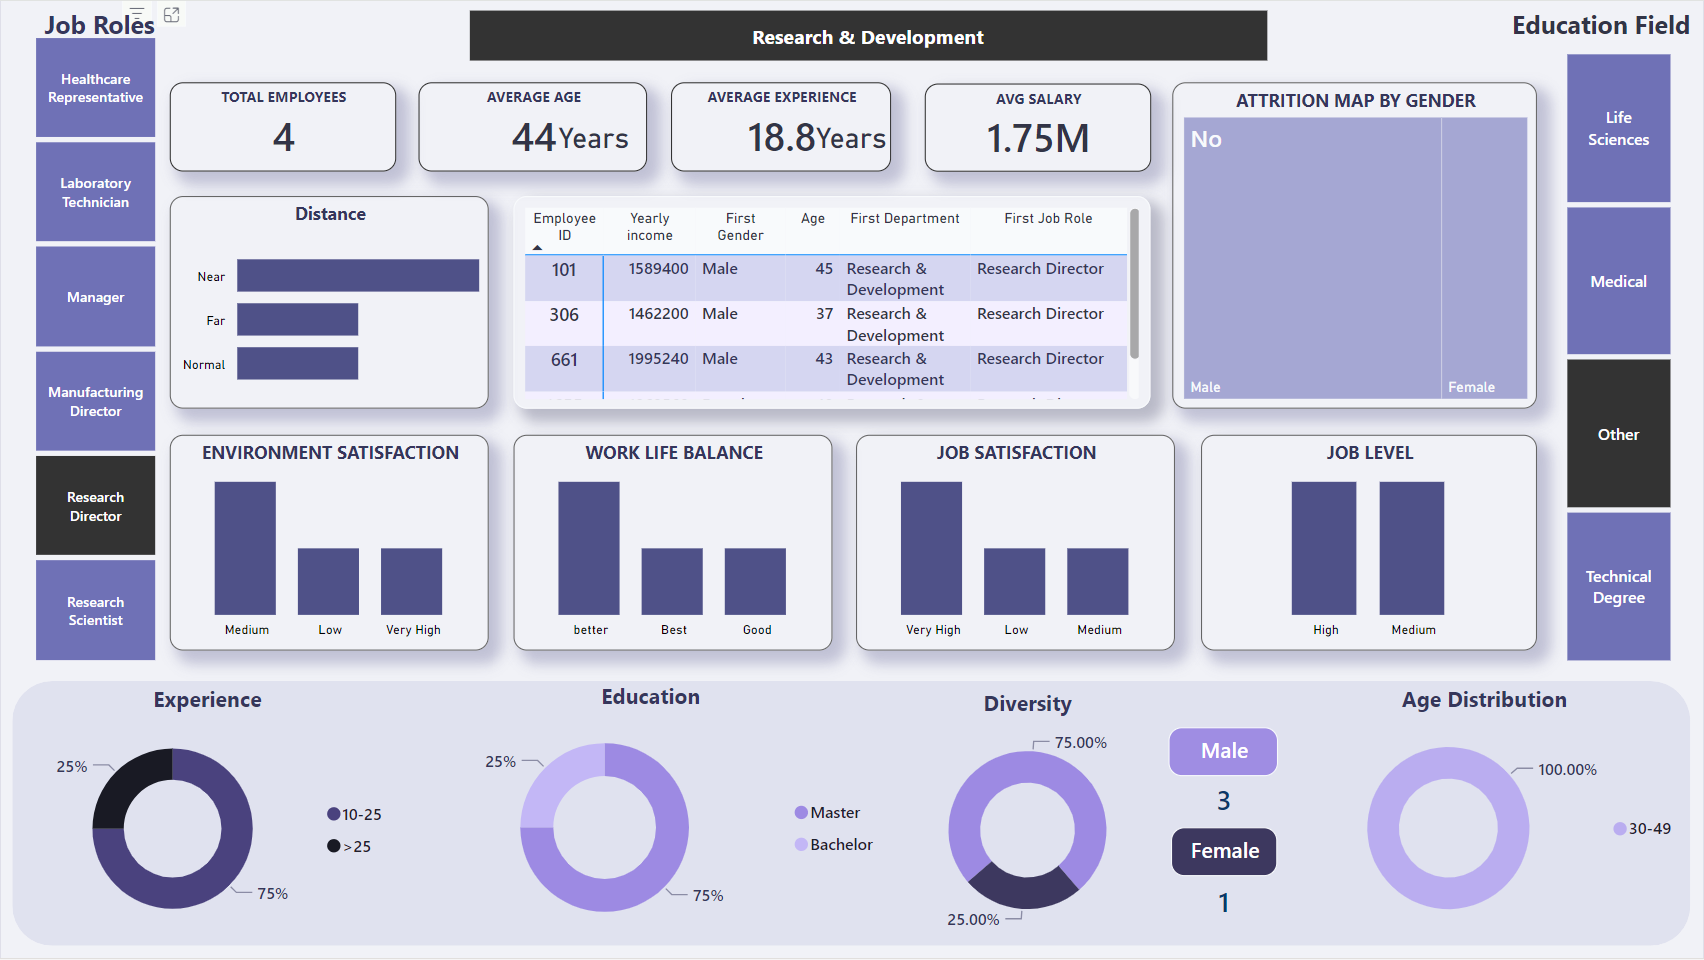 Job Roles
Research & Development
Education Field
Healthcare
Representative
Laboratory
Technician
Manager
Manufacturing
Director
Research
Director
Research
Scientist
TOTAL EMPLOYEES
4
AVERAGE AGE
44 Years
AVERAGE EXPERIENCE
18.8 Years
AVG SALARY
1.75M
ATTRITION MAP BY GENDER
No
Male
Female
Life
Sciences
Medical
Other
Technical
Degree
Distance
Near
Far
Normal
Employee ID Yearly income First Gender Age First Department First Job Role
101 1589400 Male 45 Research & Development Research Director
306 1462200 Male 37 Research & Development Research Director
661 1995240 Male 43 Research & Development Research Director
ENVIRONMENT SATISFACTION
Medium Low Very High
WORK LIFE BALANCE
better Best Good
JOB SATISFACTION
Very High Low Medium
JOB LEVEL
High Medium
Experience
25%
75%
10-25
>25
Education
25%
75%
Master
Bachelor
Diversity
75.00%
25.00%
Male
3
Female
1
Age Distribution
100.00%
30-49